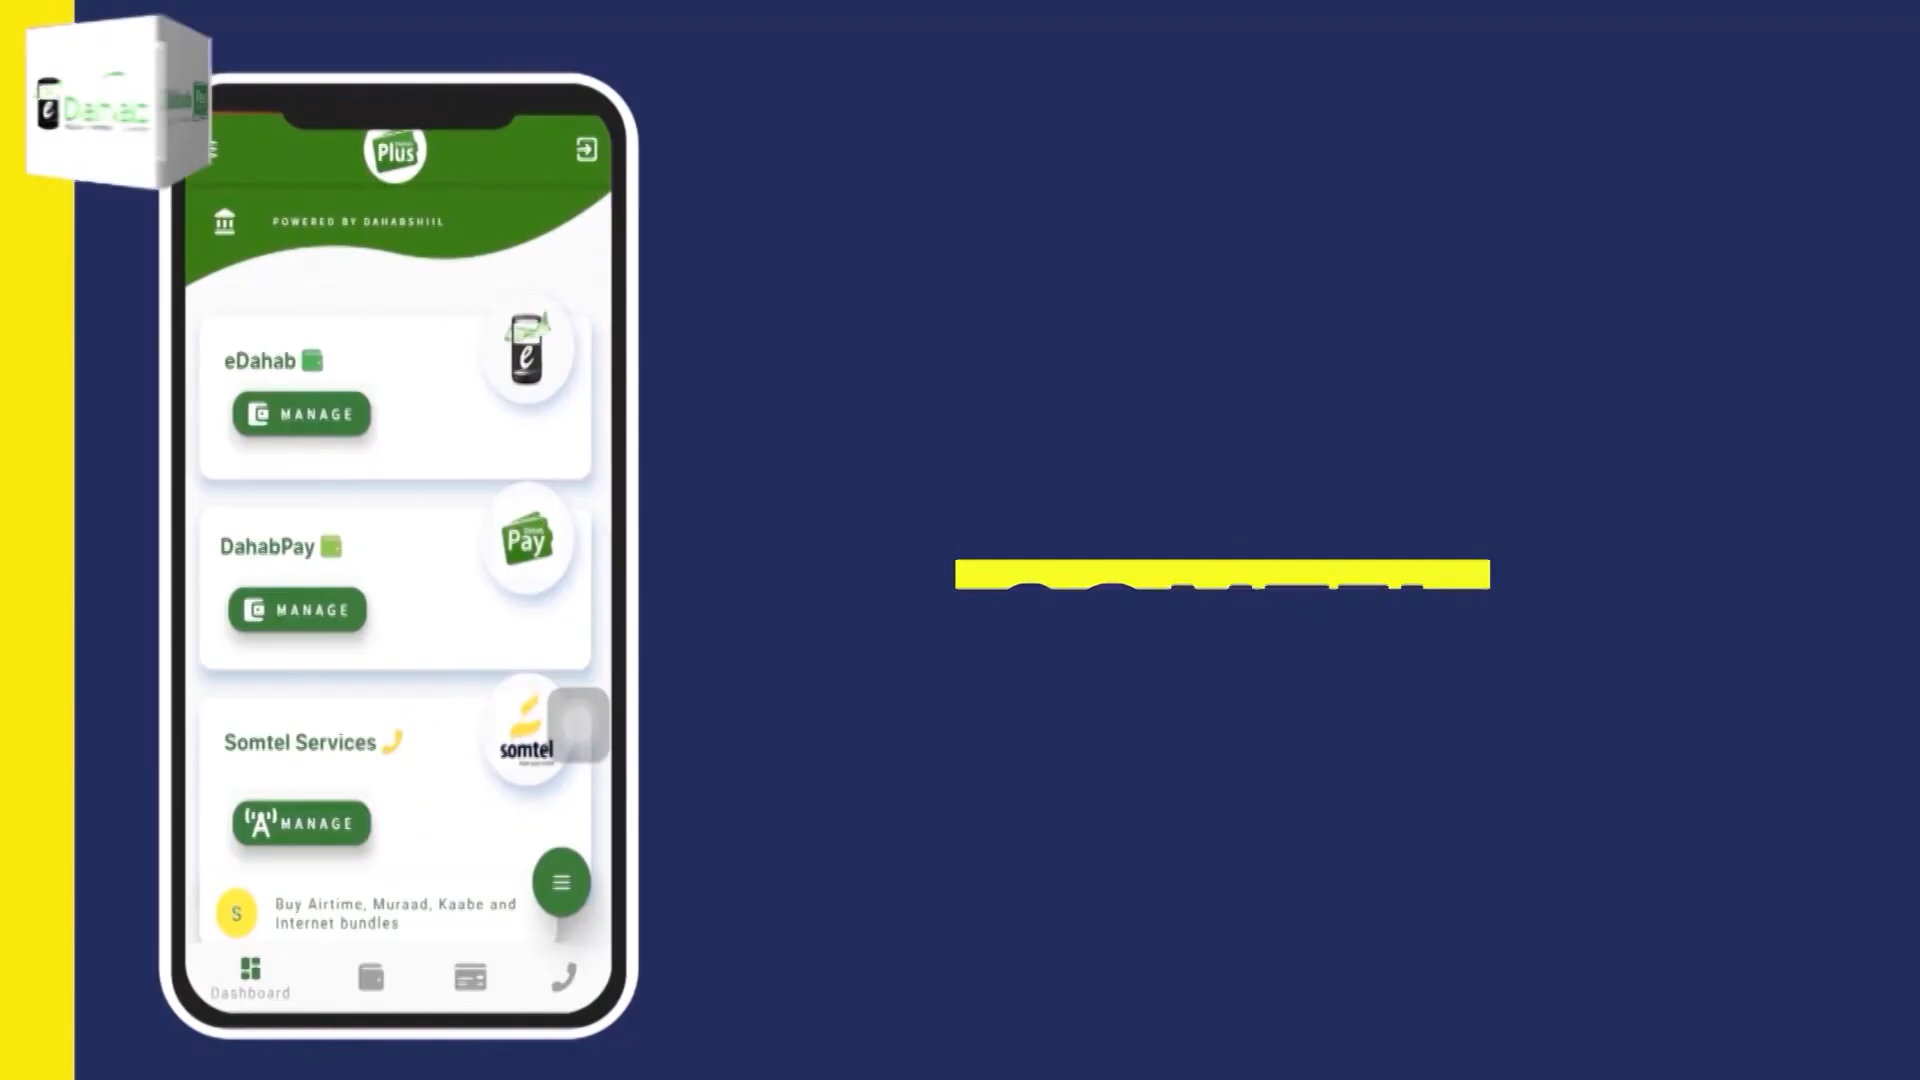 Plus
POWERED BY DAHABSHIIL
eDahab
MANAGE
DahabPay
Pay
MANAGE
Somtel Services
somtel
MANAGE
S
Buy Airtime, Muraad, Kaabe and
Internet bundles
Dashboard